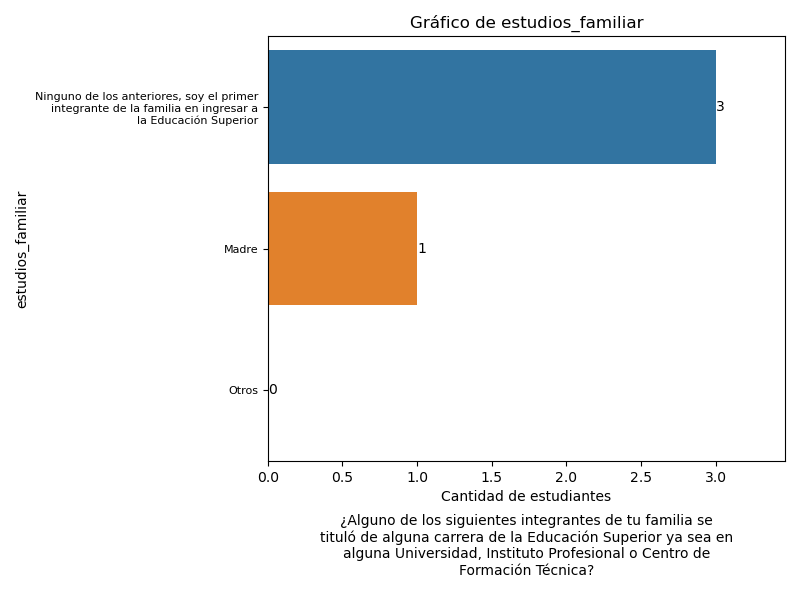 Gráfico de estudios_familiar
Ninguno de los anteriores, soy el primer
integrante de la familia en ingresar a
la Educación Superior
3
Madre
1
Otros
0
estudios_familiar
0.0 0.5 1.0 1.5 2.0 2.5 3.0
Cantidad de estudiantes
¿Alguno de los siguientes integrantes de tu familia se
tituló de alguna carrera de la Educación Superior ya sea en
alguna Universidad, Instituto Profesional o Centro de
Formación Técnica?